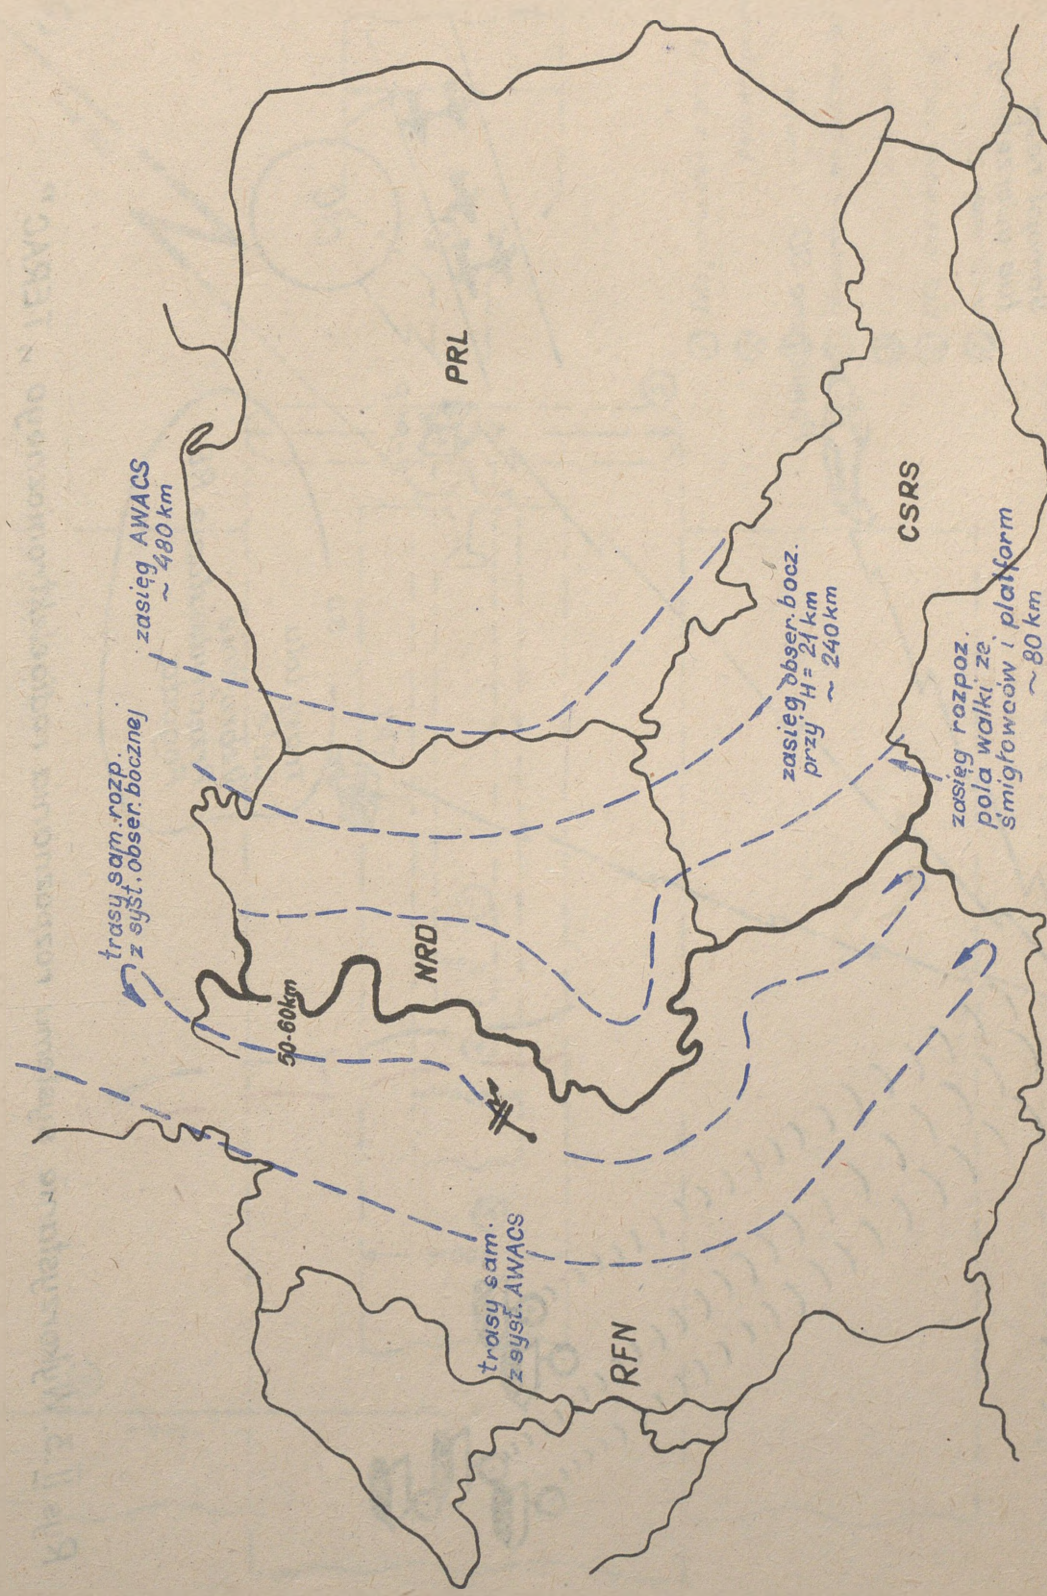 zasięg AWACS
~ 480 km
trasy sam. rozp.
z syst. obser. bocznej
PRL
CSRS
zasięg obser. bocz.
przy H = 21 km
~ 240 km
zasięg rozpoz.
pola walki ze
śmigłowców i platform
~ 80 km
NRD
50-60km
trasy sam.
z syst. AWACS
RFN